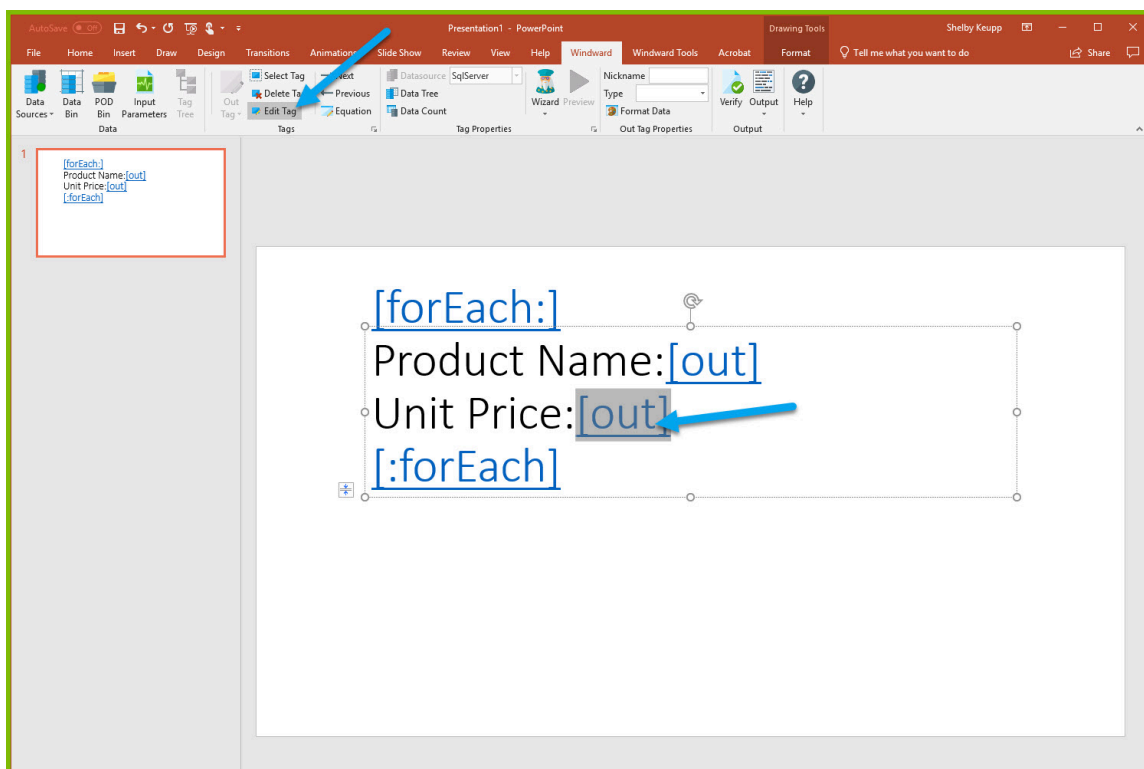 AutoSave Off Presentation1 - PowerPoint Drawing Tools Shelby Keupp
File Home Insert Draw Design Transitions Animations Slide Show Review View Help Windward Windward Tools Acrobat Format Tell me what you want to do Share
Select Tag Next Datasource SqlServer Nickname
Delete Ta Previous Data Tree Type
Edit Tag Equation Data Count Format Data
Data Sources Data Bin POD Bin Input Parameters Tag Tree Out Tag Wizard Preview Verify Output Help
Data Tags Tag Properties Out Tag Properties Output
1
[forEach:]
Product Name:[out]
Unit Price:[out]
[:forEach]
[forEach:]
Product Name:[out]
Unit Price:[out]
[:forEach]